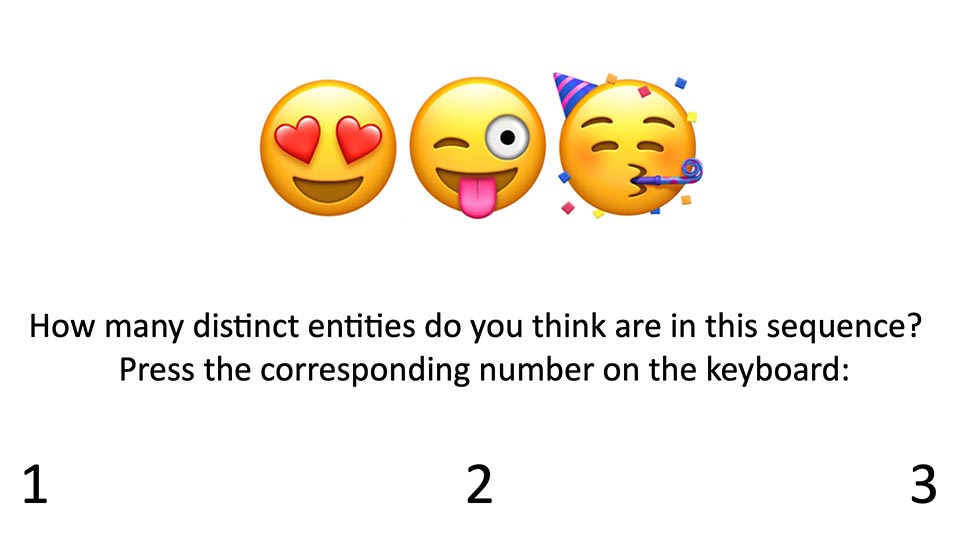 How many distinct entities do you think are in this sequence?
Press the corresponding number on the keyboard:
1 2 3